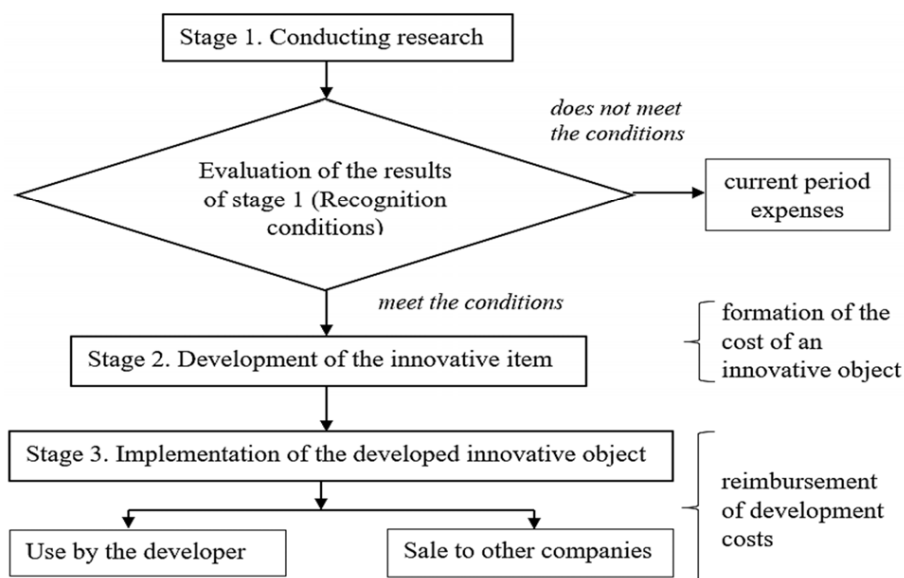 Stage 1. Conducting research
does not meet
the conditions
Evaluation of the results
of stage 1 (Recognition
conditions)
current period
expenses
meet the conditions
formation of the
cost of an
innovative object
Stage 2. Development of the innovative item
Stage 3. Implementation of the developed innovative object
reimbursement
of development
costs
Use by the developer
Sale to other companies